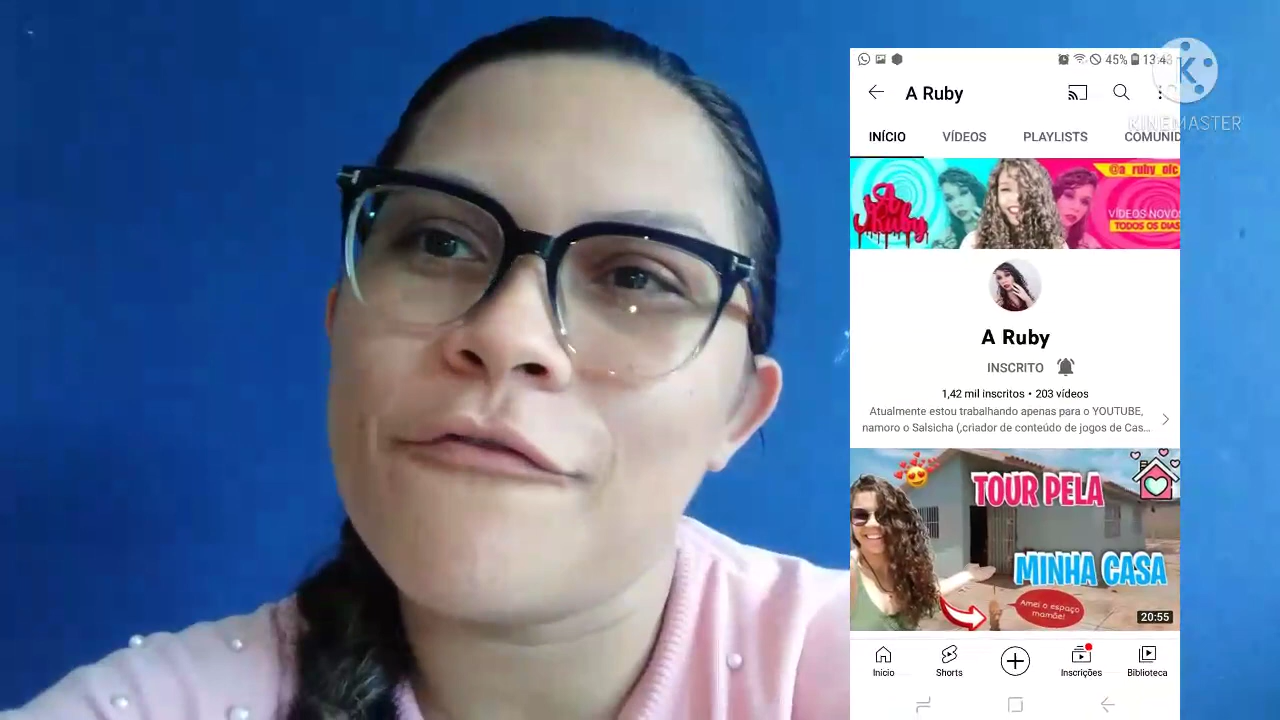 45% 13:43
KINEMASTER
A Ruby
INÍCIO VÍDEOS PLAYLISTS COMUNID
@a_ruby_ofc
A Ruby
VÍDEOS NOVOS
TODOS OS DIAS
A Ruby
INSCRITO
1,42 mil inscritos • 203 vídeos
Atualmente estou trabalhando apenas para o YOUTUBE,
namoro o Salsicha (,criador de conteúdo de jogos de Cas...
TOUR PELA
MINHA CASA
Amei o espaço
mamãe!
20:55
Início Shorts Inscrições Biblioteca